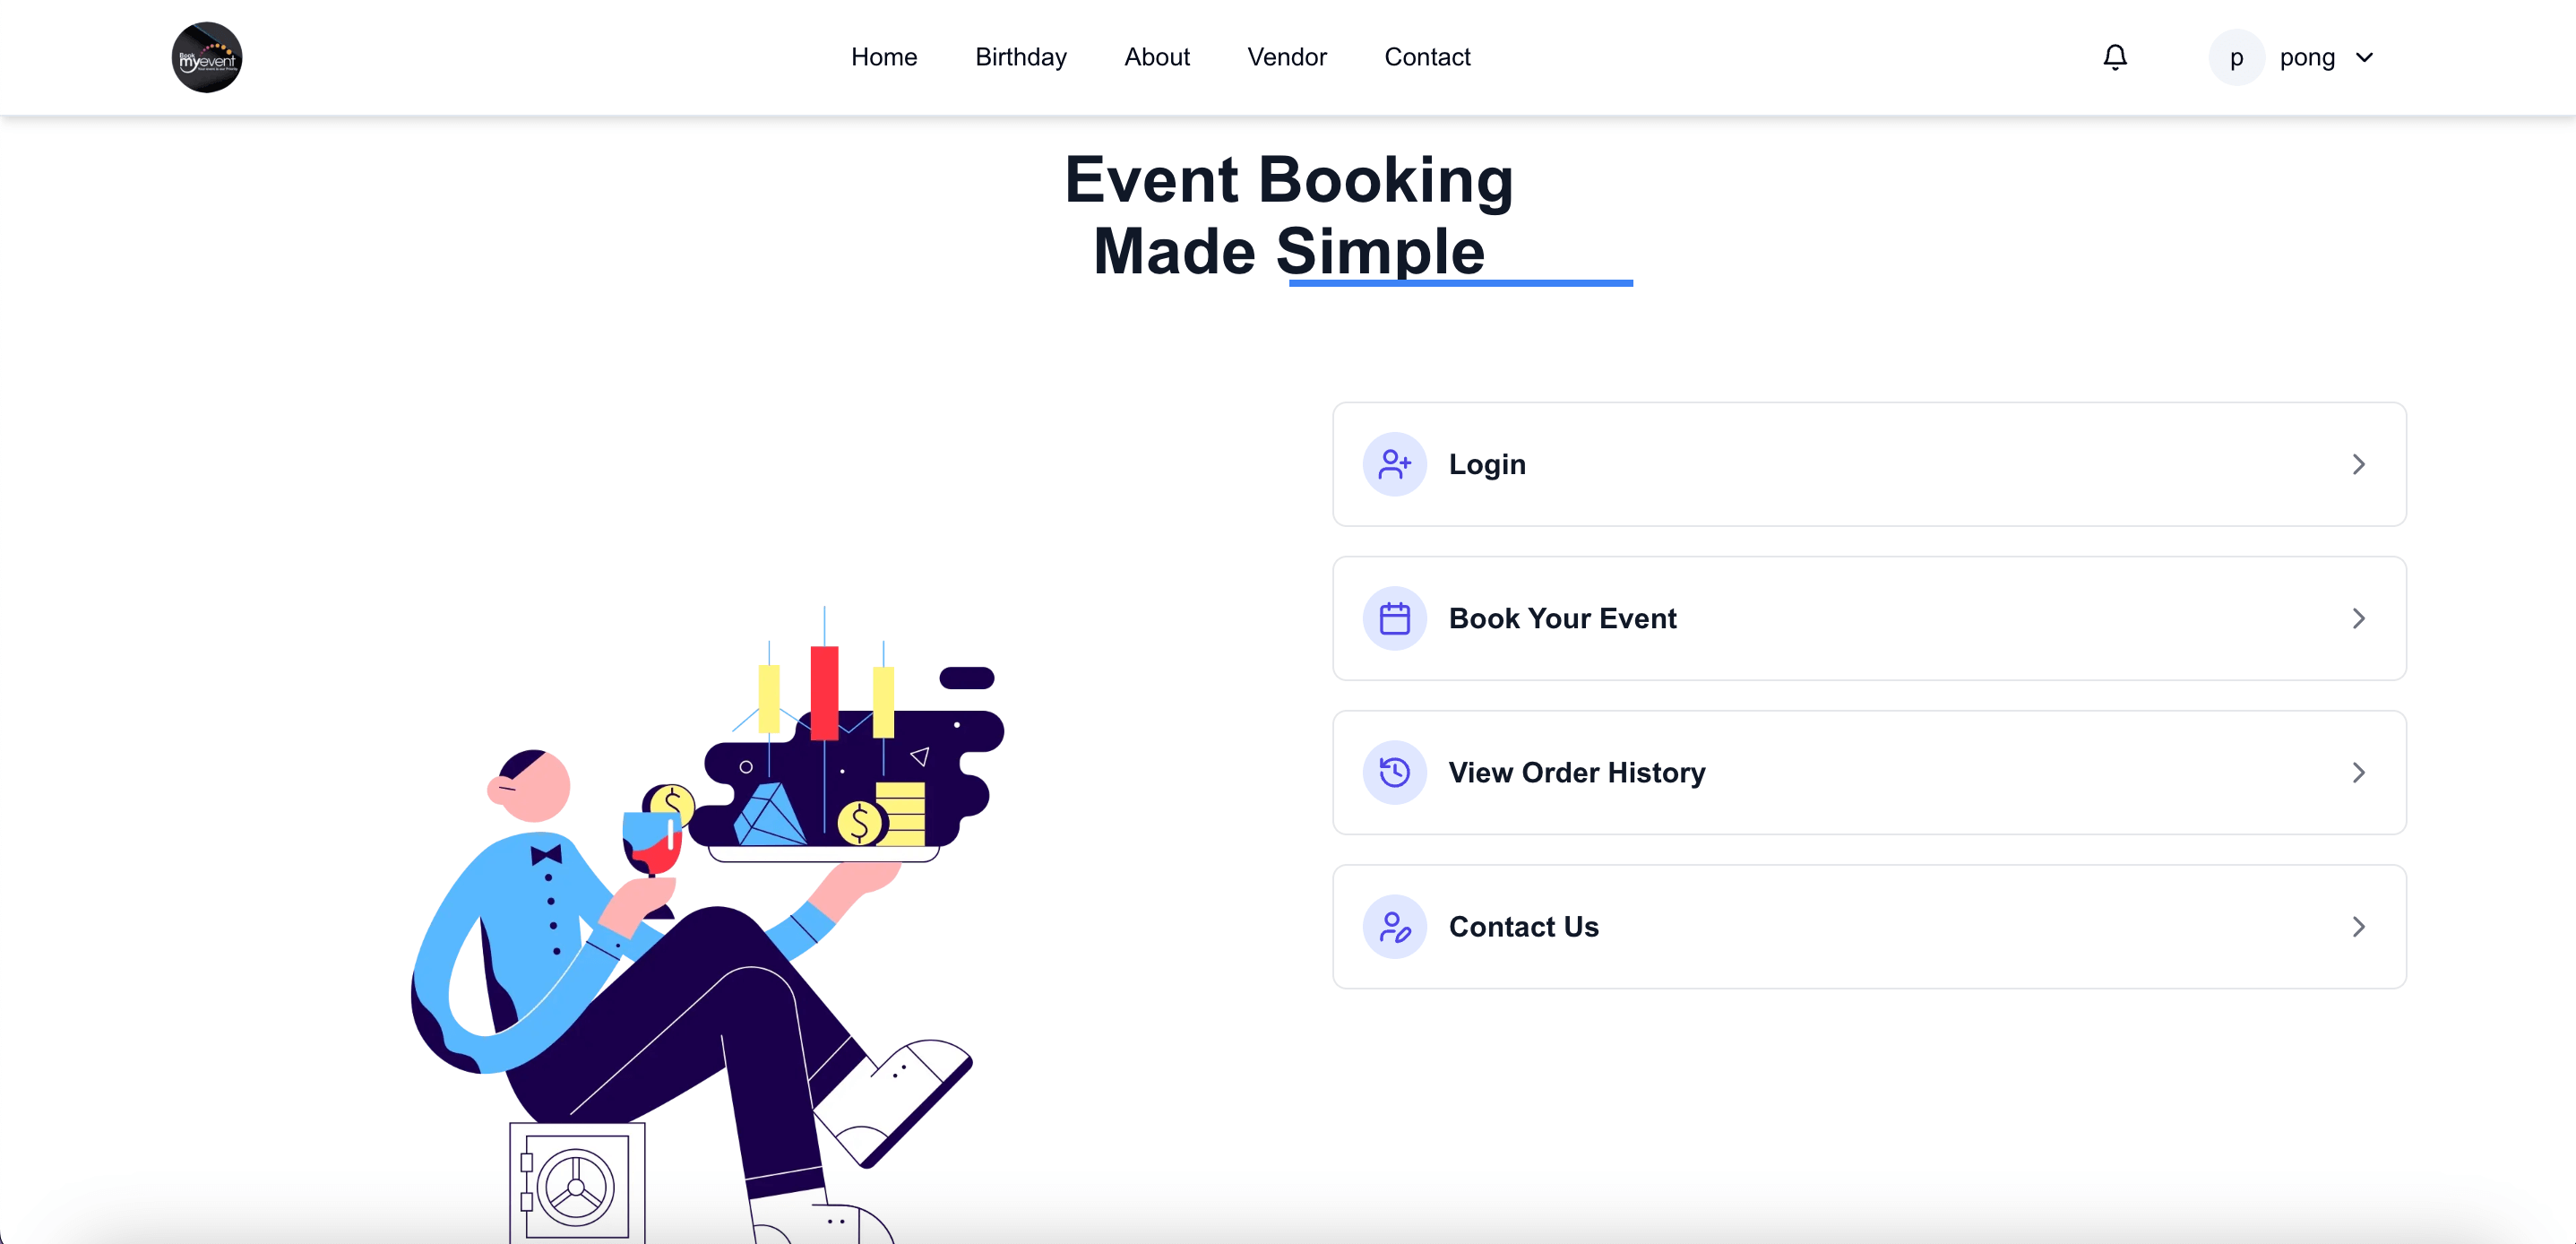 Book
myevent
Home
Birthday
About
Vendor
Contact
p
pong
Event Booking
Made Simple
Login
Book Your Event
View Order History
Contact Us
$
$